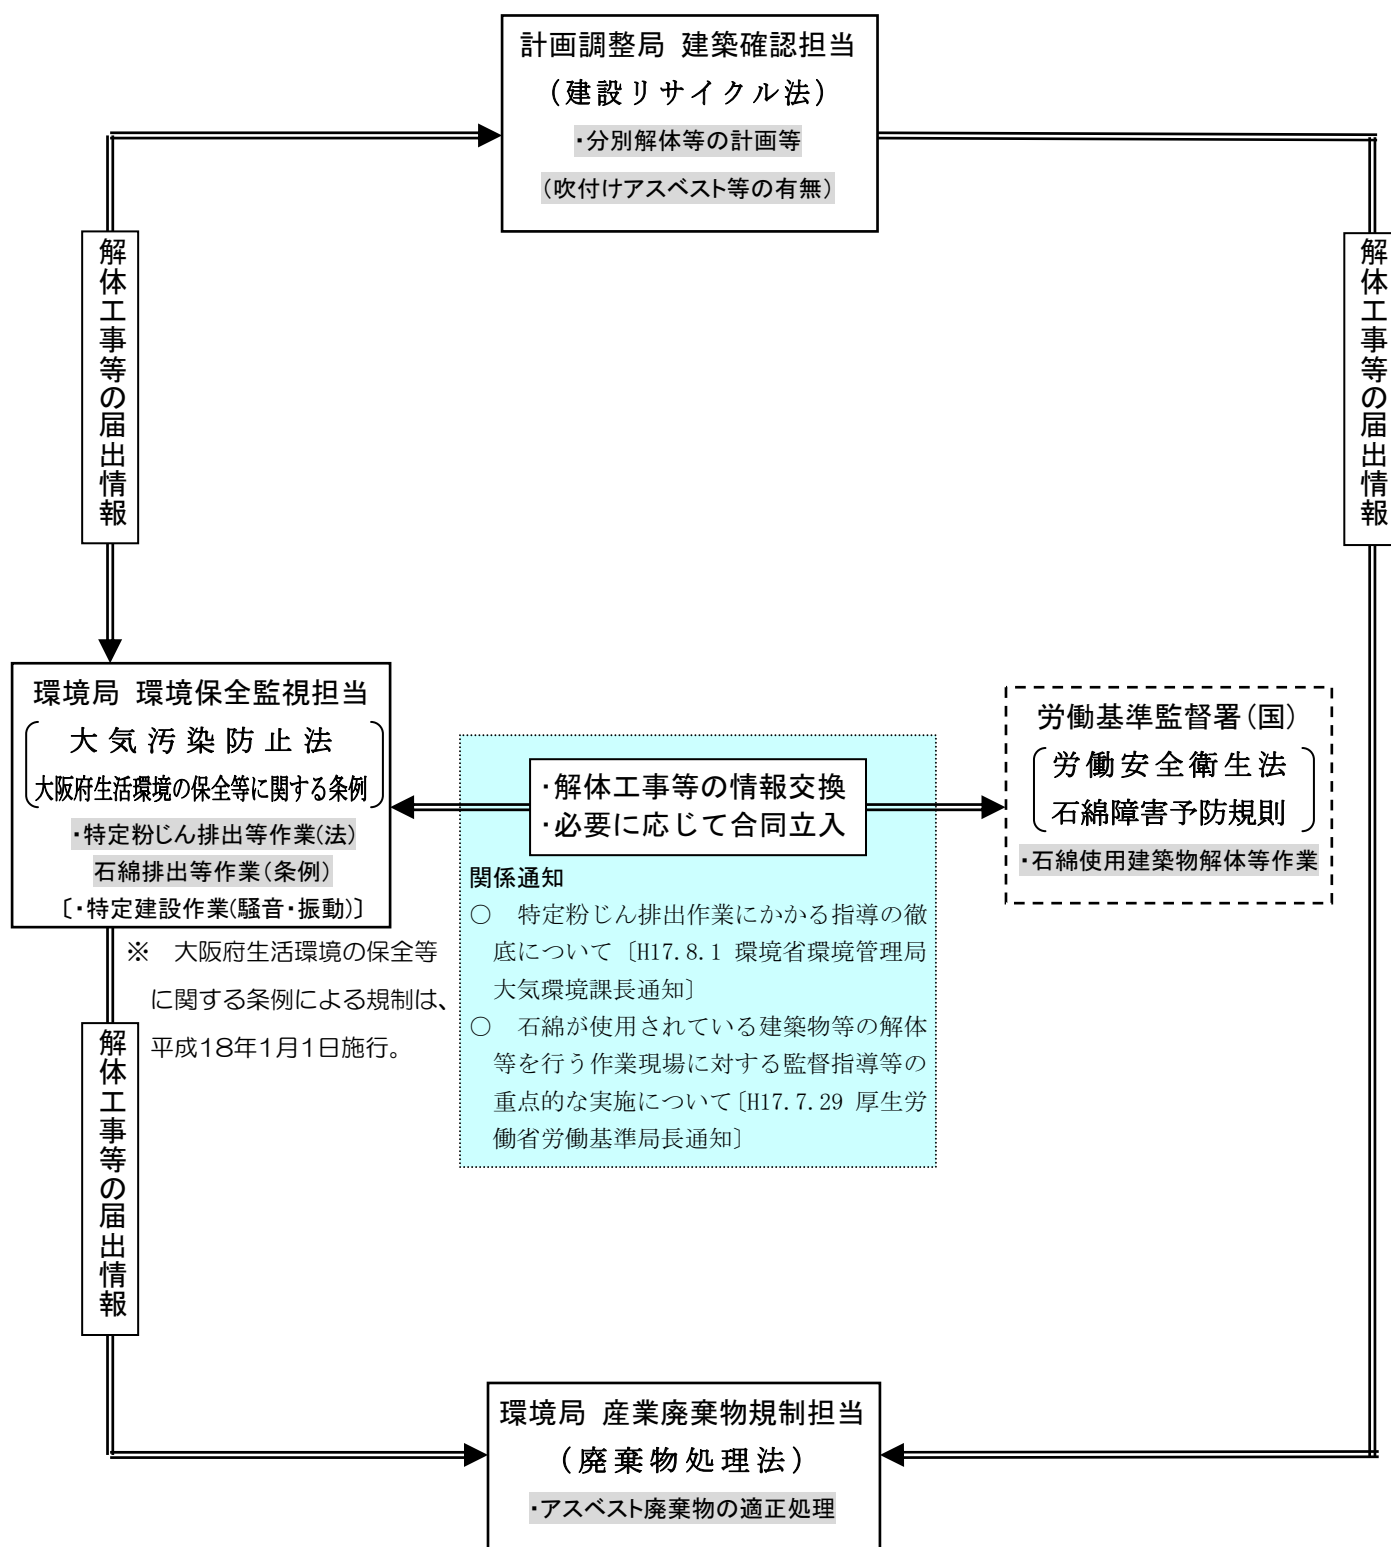 計画調整局 建築確認担当
（建設リサイクル法）
・分別解体等の計画等
（吹付けアスベスト等の有無）
解体工事等の届出情報
解体工事等の届出情報
環境局 環境保全監視担当
大気汚染防止法
大阪府生活環境の保全等に関する条例
・特定粉じん排出等作業(法)
石綿排出等作業（条例）
〔・特定建設作業(騒音・振動)〕
※ 大阪府生活環境の保全等
に関する条例による規制は、
平成18年1月1日施行。
・解体工事等の情報交換
・必要に応じて合同立入
関係通知
○ 特定粉じん排出作業にかかる指導の徹
底について〔H17.8.1 環境省環境管理局
大気環境課長通知〕
○ 石綿が使用されている建築物等の解体
等を行う作業現場に対する監督指導等の
重点的な実施について〔H17.7.29 厚生労
働省労働基準局長通知〕
労働基準監督署（国）
労働安全衛生法
石綿障害予防規則
・石綿使用建築物解体等作業
解体工事等の届出情報
環境局 産業廃棄物規制担当
（廃棄物処理法）
・アスベスト廃棄物の適正処理